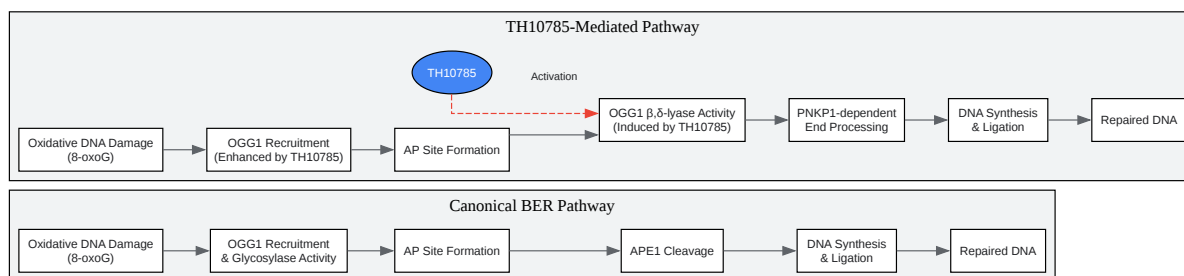 TH10785-Mediated Pathway
TH10785
Activation
OGG1 β,δ-lyase Activity
(Induced by TH10785)
PNKP1-dependent
End Processing
DNA Synthesis
& Ligation
Repaired DNA
Oxidative DNA Damage
(8-oxoG)
OGG1 Recruitment
(Enhanced by TH10785)
AP Site Formation
Canonical BER Pathway
Oxidative DNA Damage
(8-oxoG)
OGG1 Recruitment
& Glycosylase Activity
AP Site Formation
APE1 Cleavage
DNA Synthesis
& Ligation
Repaired DNA